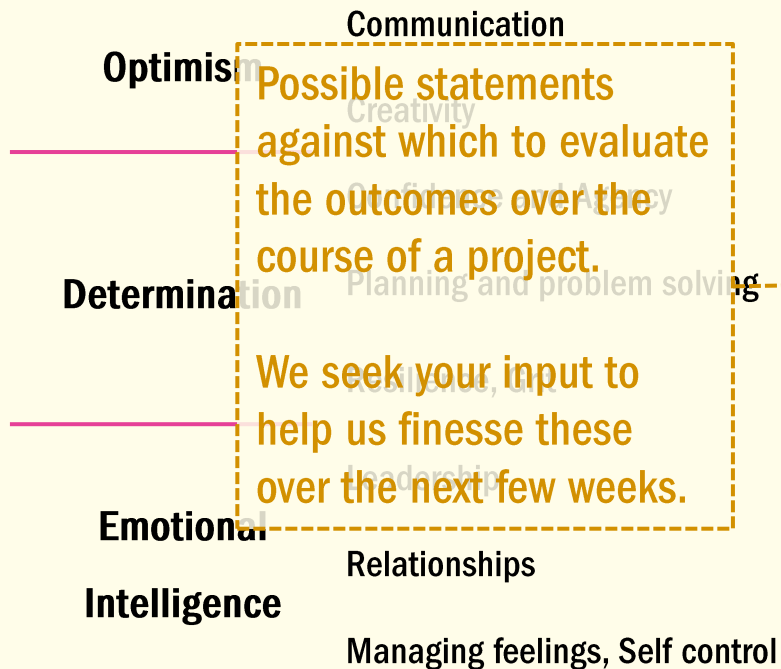 Communication
Optimism
Creativity
Confidence and Agency
Determination
Planning and problem solving
Resilience, Grit
Leadership
Emotional
Intelligence
Relationships
Managing feelings, Self control
Possible statements
against which to evaluate
the outcomes over the
course of a project.
We seek your input to
help us finesse these
over the next few weeks.